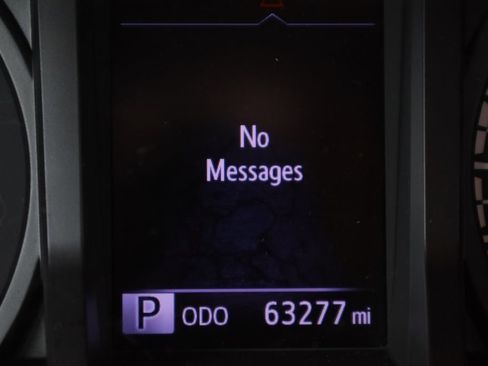 No
Messages
P ODO 63277 mi